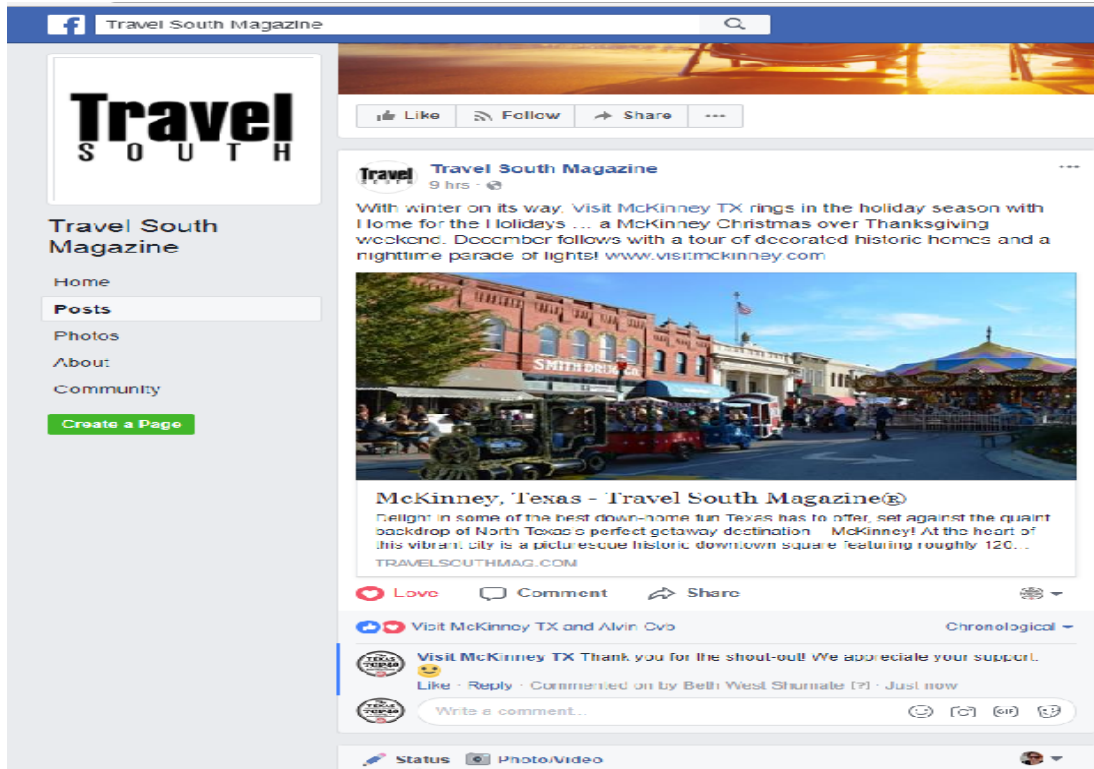 Travel South Magazine
Travel
SOUTH
Travel South Magazine
Home
Posts
Photos
About
Community
Create a Page
Like Follow Share
Travel South Magazine
9 hrs ·
With winter on its way, Visit McKinney TX rings in the holiday season with
Home for the Holidays ... a McKinney Christmas over Thanksgiving
weekend. December follows with a tour of decorated historic homes and a
nighttime parade of lights! www.visitmckinney.com
SMITH DRUG Co.
McKinney, Texas - Travel South Magazine®
Delight in some of the best down-home fun Texas has to offer, set against the quaint
backdrop of North Texas's perfect getaway destination - McKinney! At the heart of
this vibrant city is a picturesque historic downtown square featuring roughly 120...
TRAVELSOUTHMAG.COM
Love Comment Share
Visit McKinney TX and Alvin Cvb Chronological
Visit McKinney TX Thank you for the shout-out! We appreciate your support.
Like · Reply · Commented on by Beth West Shumate [?] · Just now
Write a comment...
GIF
Status Photo/Video